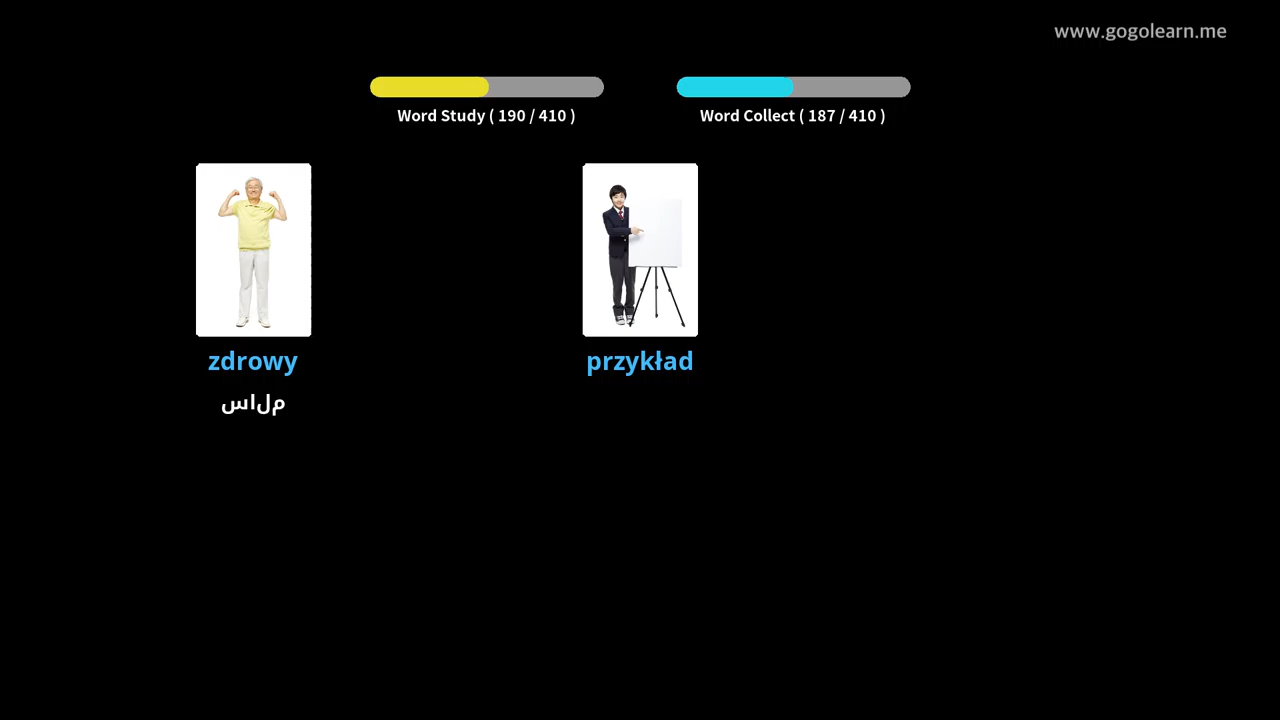 www.gogolearn.me
Word Study ( 190 / 410 )
Word Collect ( 187 / 410 )
zdrowy
przykład
سالم